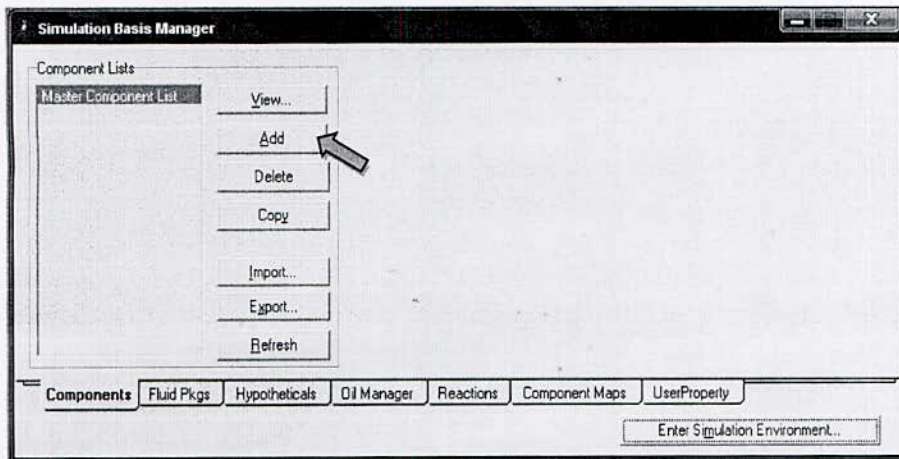 Simulation Basis Manager
Component Lists
Master Component List
View...
Add
Delete
Copy
Import...
Export...
Refresh
Components
Fluid Pkgs
Hypotheticals
Oil Manager
Reactions
Component Maps
UserProperty
Enter Simulation Environment...